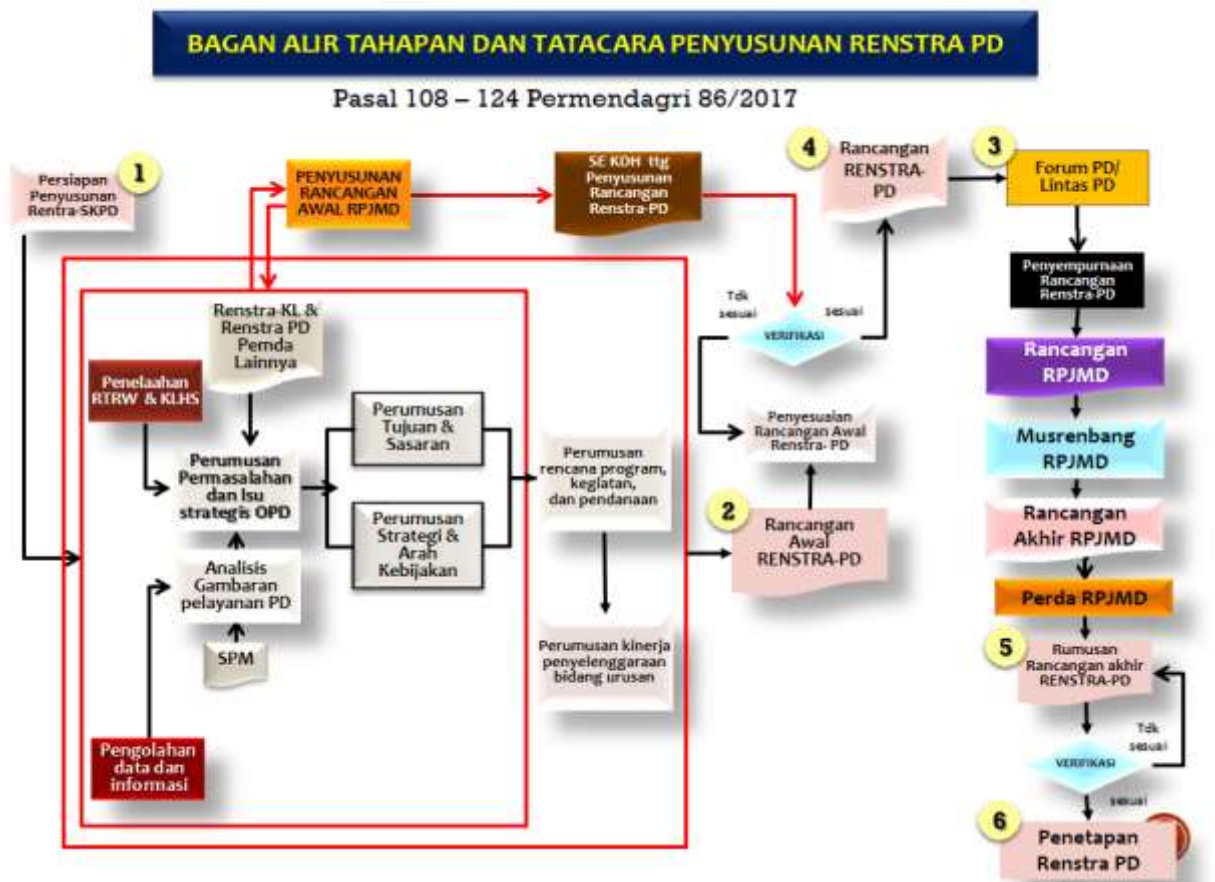 BAGAN ALIR TAHAPAN DAN TATACARA PENYUSUNAN RENSTRA PD
Pasal 108 – 124 Permendagri 86/2017
1
Persiapan
Penyusunan
Rentra-SKPD
PENYUSUNAN
RANCANGAN
AWAL RPJMD
SE KDH ttg
Penyusunan
Rancangan
Renstra-PD
4
Rancangan
RENSTRA-
PD
3
Forum PD/
Lintas PD
Penyempurnaan
Rancangan
Renstra-PD
Rancangan
RPJMD
Musrenbang
RPJMD
Rancangan
Akhir RPJMD
Perda RPJMD
5
Rumusan
Rancangan akhir
RENSTRA-PD
Tdk
sesuai
VERIFIKASI
sesuai
6
Penetapan
Renstra PD
Tdk
sesuai
sesuai
VERIFIKASI
Penyesuaian
Rancangan Awal
Renstra- PD
2
Rancangan
Awal
RENSTRA-PD
Renstra-KL &
Renstra PD
Pemda
Lainnya
Penelaahan
RTRW & KLHS
Perumusan
Permasalahan
dan Isu
strategis OPD
Analisis
Gambaran
pelayanan PD
SPM
Pengolahan
data dan
informasi
Perumusan
Tujuan &
Sasaran
Perumusan
Strategi &
Arah
Kebijakan
Perumusan
rencana program,
kegiatan,
dan pendanaan
Perumusan kinerja
penyelenggaraan
bidang urusan